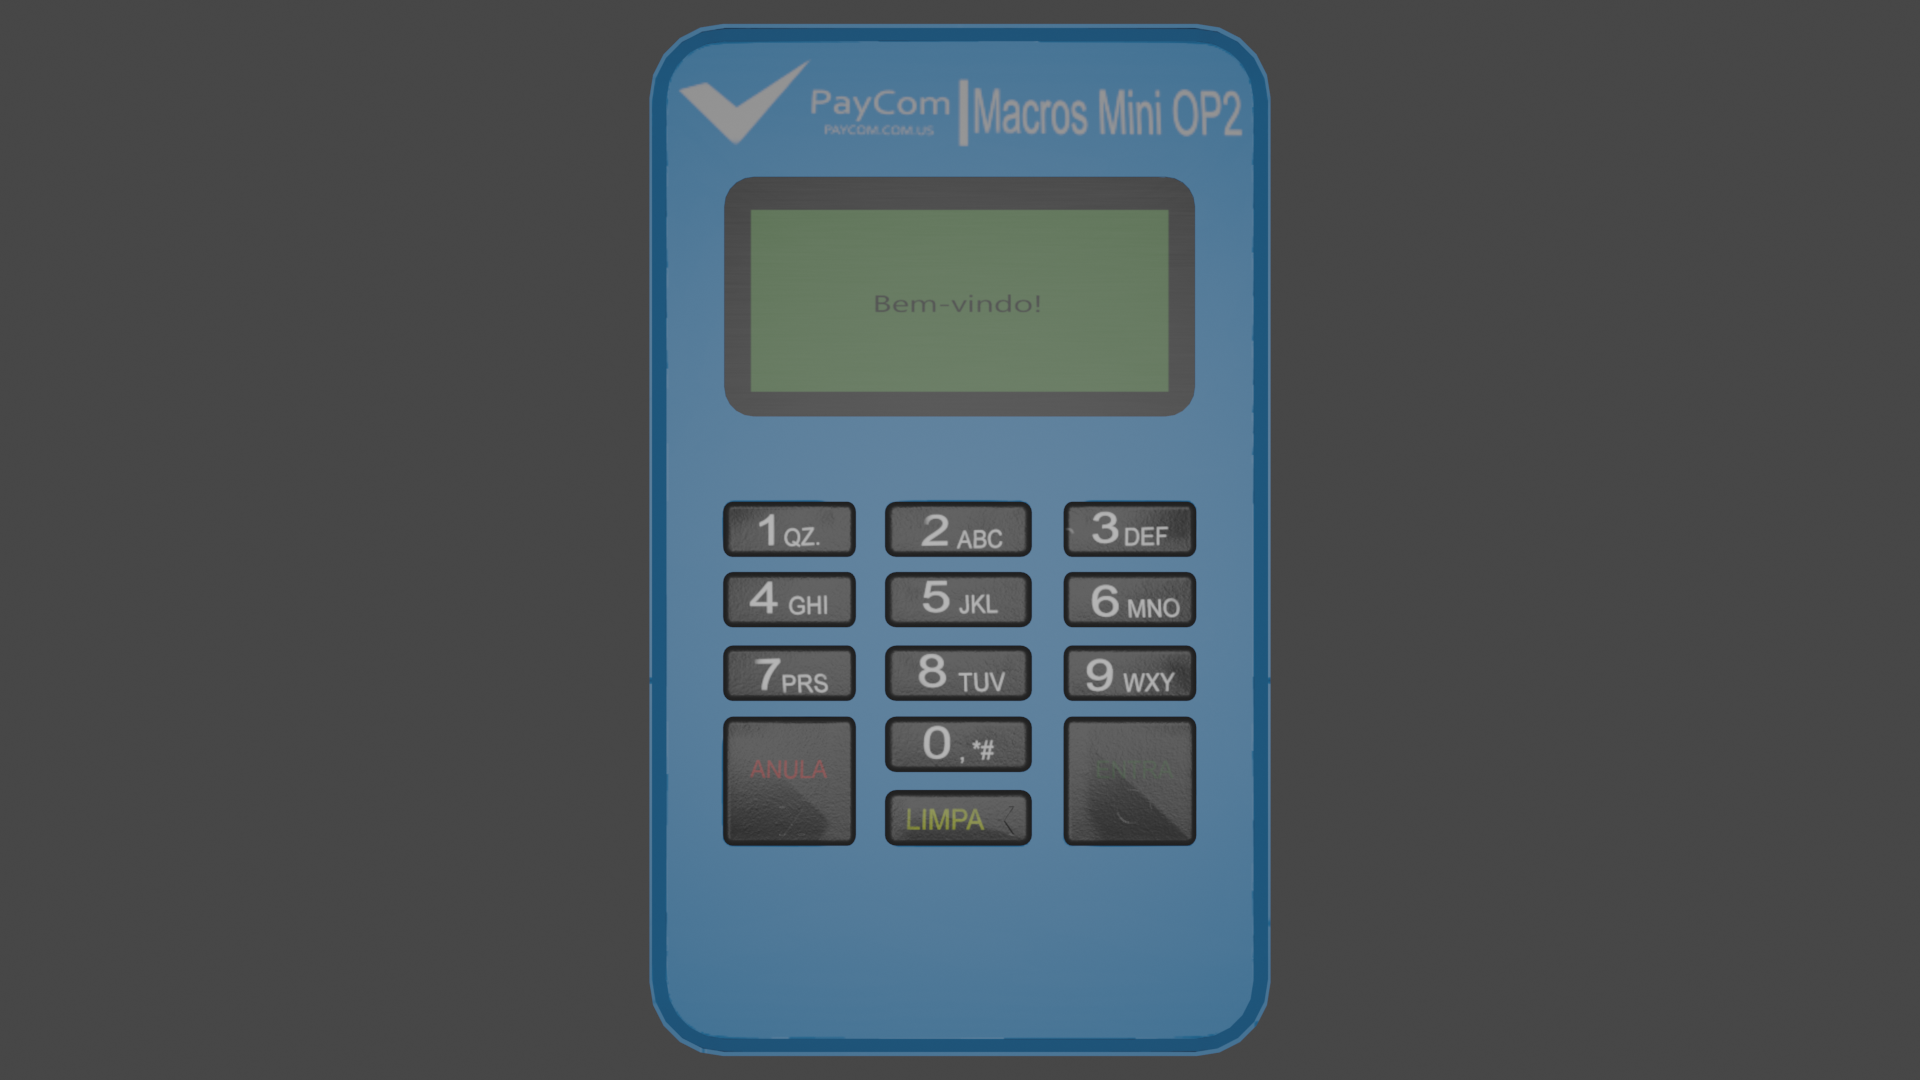 PayCom
PAYCOM.COM.US
Macros Mini OP2
Bem-vindo!
1 QZ.
2 ABC
3 DEF
4 GHI
5 JKL
6 MNO
7 PRS
8 TUV
9 WXY
ANULA
0 , *#
ENTRA
LIMPA